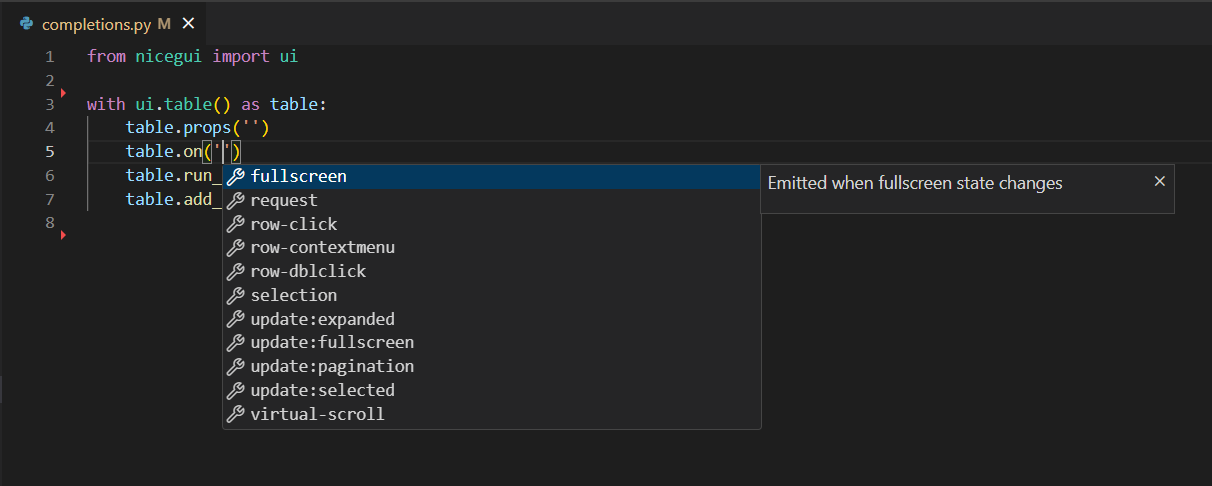 completions.py M
1 from nicegui import ui
2
3 with ui.table() as table:
4     table.props('')
5     table.on('')
6     table.run_
7     table.add_
8
fullscreen
request
row-click
row-contextmenu
row-dblclick
selection
update:expanded
update:fullscreen
update:pagination
update:selected
virtual-scroll
Emitted when fullscreen state changes